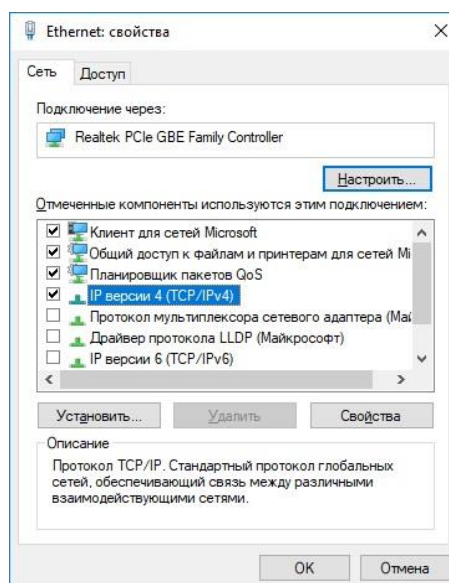 Ethernet: свойства
Сеть Доступ
Подключение через:
Realtek PCIe GBE Family Controller
Настроить...
Отмеченные компоненты используются этим подключением:
Клиент для сетей Microsoft
Общий доступ к файлам и принтерам для сетей Mi
Планировщик пакетов QoS
IP версии 4 (TCP/IPv4)
Протокол мультиплексора сетевого адаптера (Май
Драйвер протокола LLDP (Майкрософт)
IP версии 6 (TCP/IPv6)
Установить... Удалить Свойства
Описание
Протокол TCP/IP. Стандартный протокол глобальных
сетей, обеспечивающий связь между различными
взаимодействующими сетями.
OK Отмена